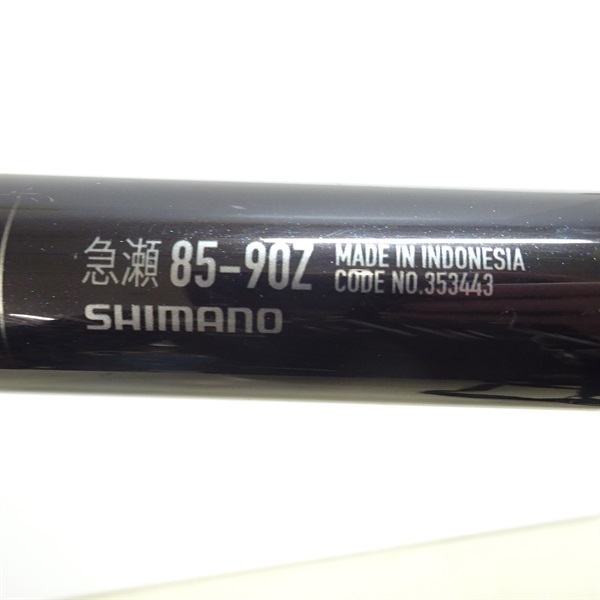 急瀬 85-90Z
MADE IN INDONESIA
CODE NO.353443
SHIMANO